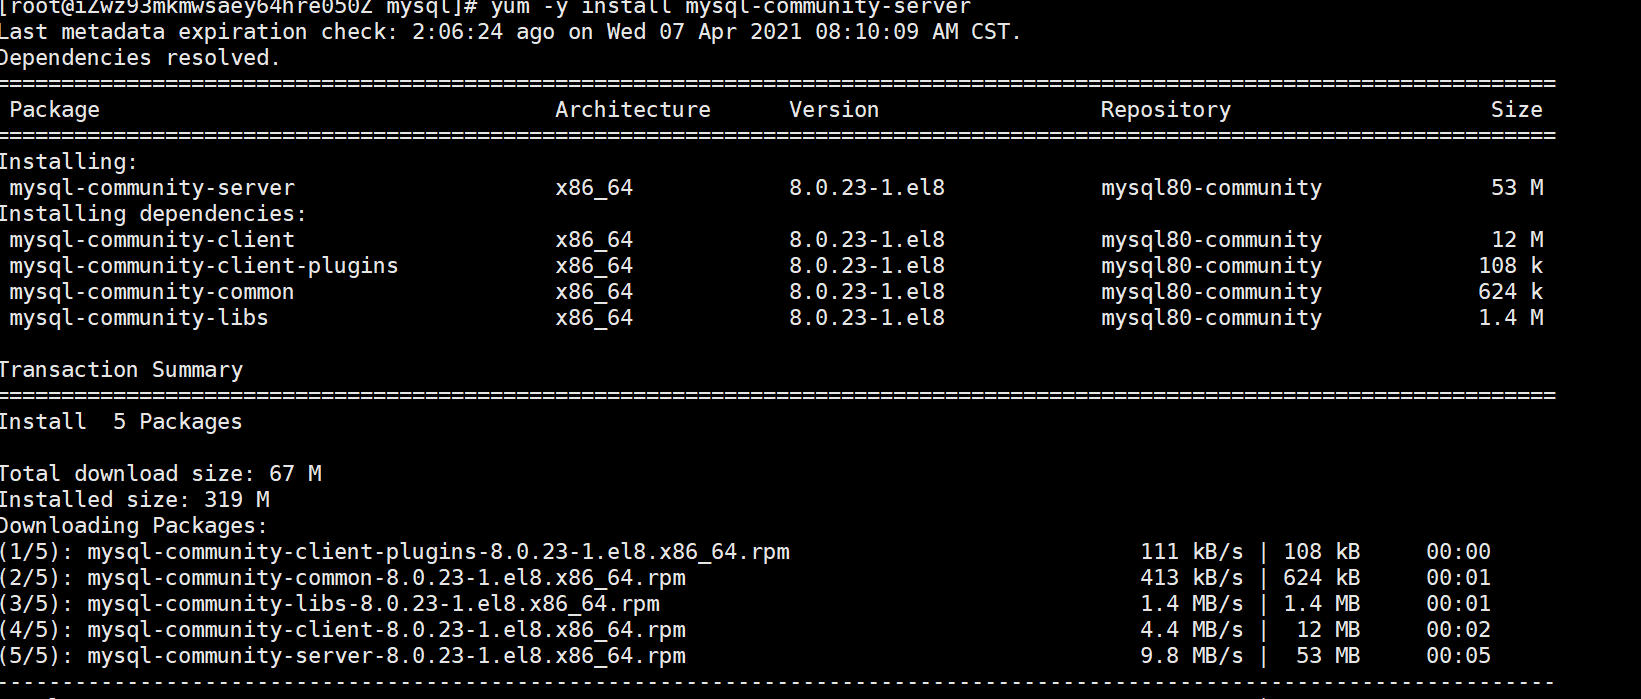 [root@iZwz93mkmwsaey64hre050Z mysql]# yum -y install mysql-community-server
Last metadata expiration check: 2:06:24 ago on Wed 07 Apr 2021 08:10:09 AM CST.
Dependencies resolved.
================================================================================
Package Architecture Version Repository Size
================================================================================
Installing:
mysql-community-server x86_64 8.0.23-1.el8 mysql80-community 53 M
Installing dependencies:
mysql-community-client x86_64 8.0.23-1.el8 mysql80-community 12 M
mysql-community-client-plugins x86_64 8.0.23-1.el8 mysql80-community 108 k
mysql-community-common x86_64 8.0.23-1.el8 mysql80-community 624 k
mysql-community-libs x86_64 8.0.23-1.el8 mysql80-community 1.4 M
Transaction Summary
================================================================================
Install 5 Packages
Total download size: 67 M
Installed size: 319 M
Downloading Packages:
(1/5): mysql-community-client-plugins-8.0.23-1.el8.x86_64.rpm 111 kB/s | 108 kB 00:00
(2/5): mysql-community-common-8.0.23-1.el8.x86_64.rpm 413 kB/s | 624 kB 00:01
(3/5): mysql-community-libs-8.0.23-1.el8.x86_64.rpm 1.4 MB/s | 1.4 MB 00:01
(4/5): mysql-community-client-8.0.23-1.el8.x86_64.rpm 4.4 MB/s | 12 MB 00:02
(5/5): mysql-community-server-8.0.23-1.el8.x86_64.rpm 9.8 MB/s | 53 MB 00:05
--------------------------------------------------------------------------------